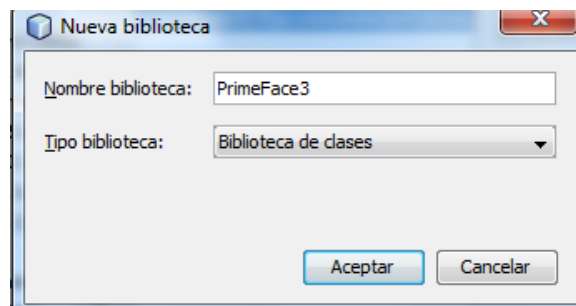 Nueva biblioteca
Nombre biblioteca: PrimeFace3
Tipo biblioteca: Biblioteca de clases
Aceptar Cancelar